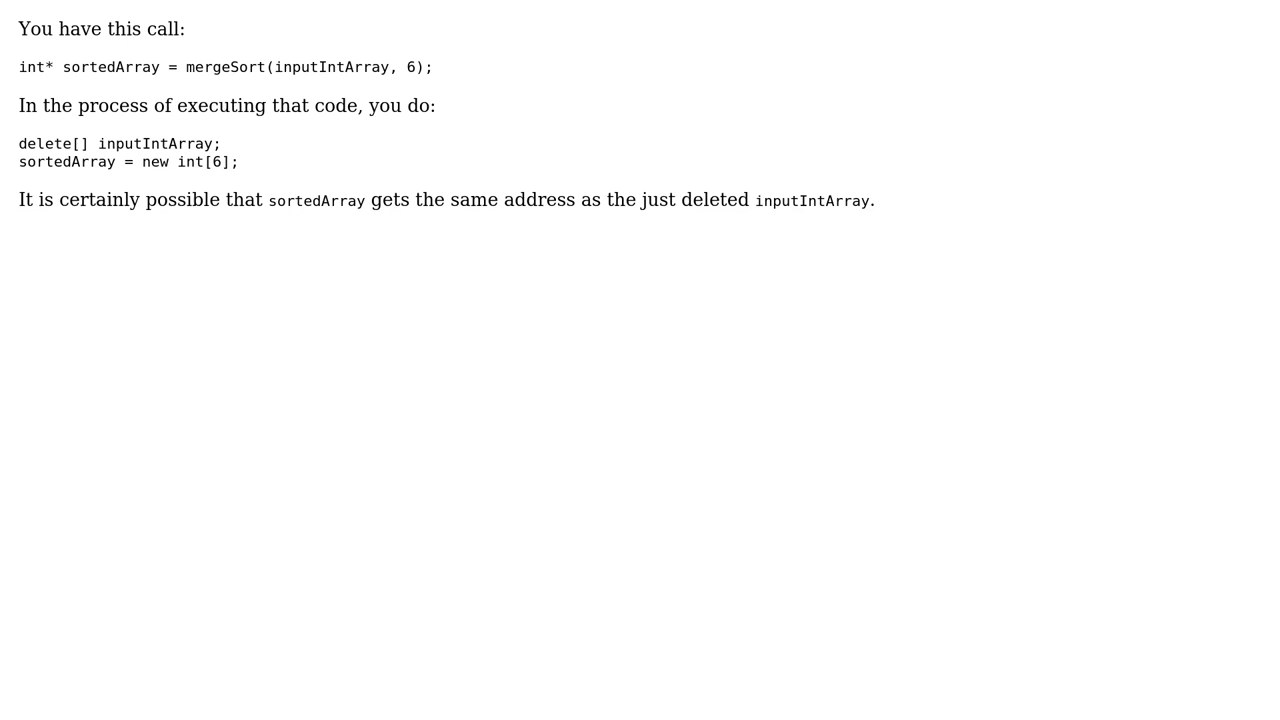 You have this call:
int* sortedArray = mergeSort(inputIntArray, 6);
In the process of executing that code, you do:
delete[] inputIntArray;
sortedArray = new int[6];
It is certainly possible that sortedArray gets the same address as the just deleted inputIntArray.